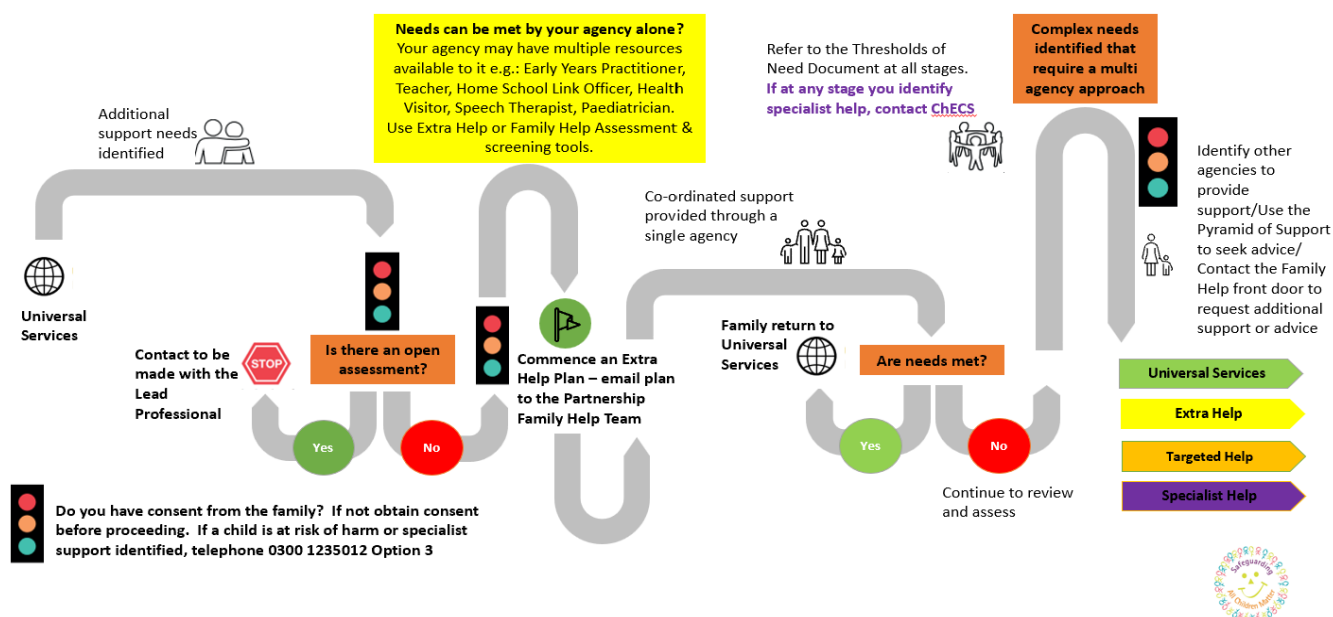 Needs can be met by your agency alone?
Your agency may have multiple resources
available to it e.g.: Early Years Practitioner,
Teacher, Home School Link Officer, Health
Visitor, Speech Therapist, Paediatrician.
Use Extra Help or Family Help Assessment &
screening tools.
Refer to the Thresholds of
Need Document at all stages.
If at any stage you identify
specialist help, contact ChECS
Complex needs
identified that
require a multi
agency approach
Additional
support needs
identified
Identify other
agencies to
provide
support/Use the
Pyramid of Support
to seek advice/
Contact the Family
Help front door to
request additional
support or advice
Co-ordinated support
provided through a
single agency
Universal
Services
Contact to be
made with the
Lead
Professional
STOP
Is there an open
assessment?
Yes
No
Commence an Extra
Help Plan – email plan
to the Partnership
Family Help Team
Family return to
Universal
Services
Are needs met?
Yes
No
Continue to review
and assess
Universal Services
Extra Help
Targeted Help
Specialist Help
Do you have consent from the family? If not obtain consent
before proceeding. If a child is at risk of harm or specialist
support identified, telephone 0300 1235012 Option 3
Safeguarding
All Children Matter